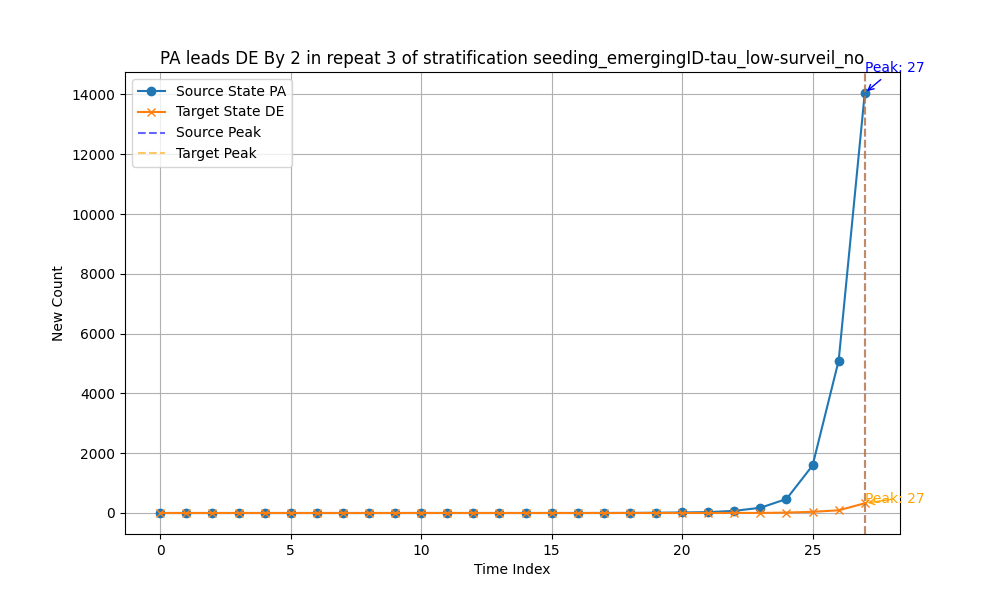 PA leads DE By 2 in repeat 3 of stratification seeding_emergingID-tau_low-surveil_no
Peak: 27
Source State PA
Target State DE
Source Peak
Target Peak
14000
12000
10000
8000
6000
4000
2000
0
New Count
Peak: 27
0
5
10
15
20
25
Time Index